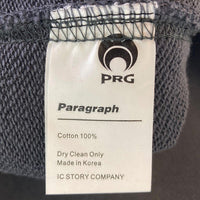 PRG
Paragraph
Cotton 100%
Dry Clean Only
Made in Korea
IC STORY COMPANY